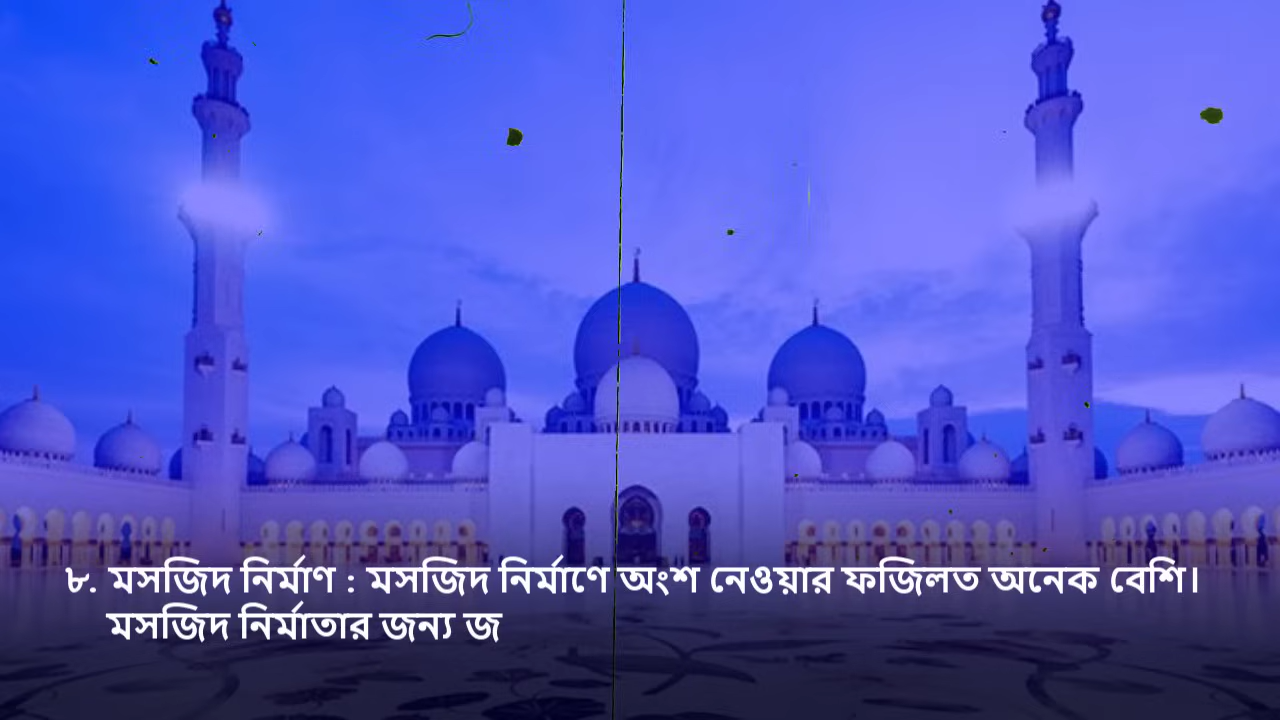 ৮. মসজিদ নির্মাণ : মসজিদ নির্মাণে অংশ নেওয়ার ফজিলত অনেক বেশি।
মসজিদ নির্মাতার জন্য জ